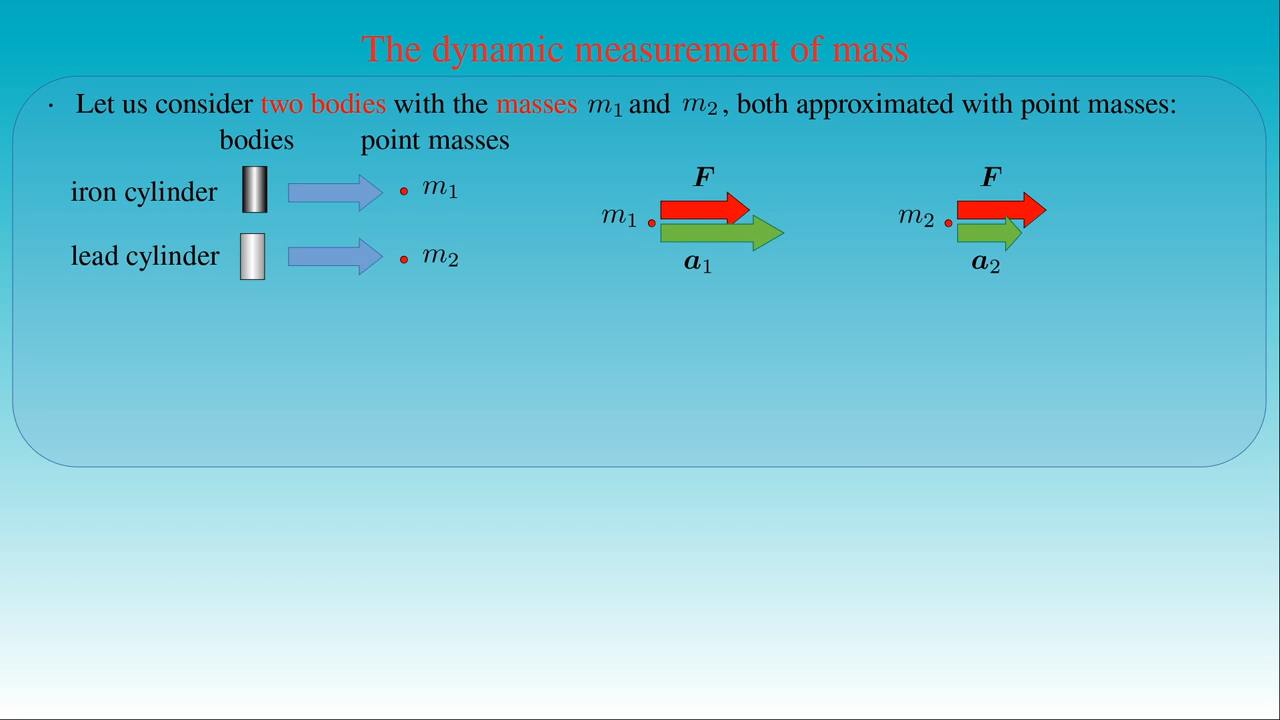 The dynamic measurement of mass
· Let us consider two bodies with the masses m₁ and m₂, both approximated with point masses:
bodies point masses
iron cylinder m₁
lead cylinder m₂
F F
m₁ m₂
a₁ a₂